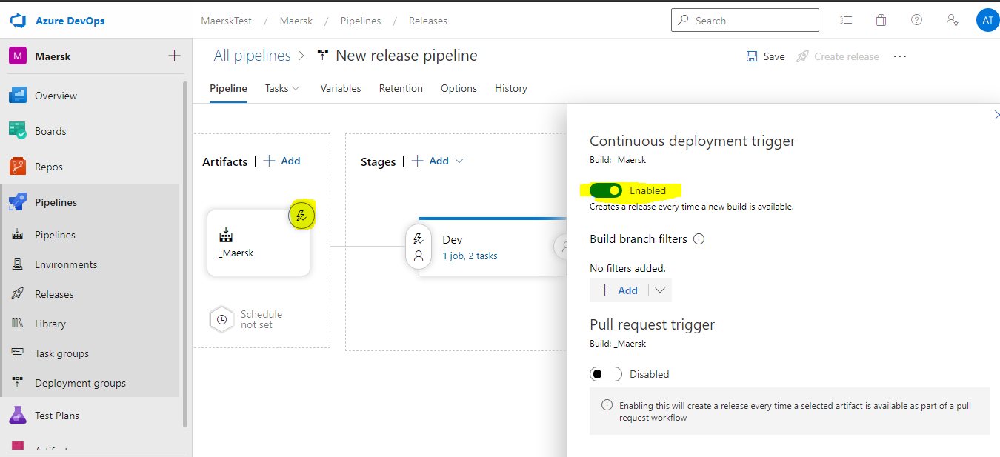 Azure DevOps
MaerskTest / Maersk / Pipelines / Releases
Search
AT
M Maersk
Overview
Boards
Repos
Pipelines
Pipelines
Environments
Releases
Library
Task groups
Deployment groups
Test Plans
All pipelines > New release pipeline
Save
Create release
...
Pipeline Tasks Variables Retention Options History
Artifacts | + Add
_Maersk
Schedule
not set
Stages | + Add
Dev
1 job, 2 tasks
Continuous deployment trigger
Build: _Maersk
Enabled
Creates a release every time a new build is available.
Build branch filters
No filters added.
+ Add
Pull request trigger
Build: _Maersk
Disabled
Enabling this will create a release every time a selected artifact is available as part of a pull
request workflow